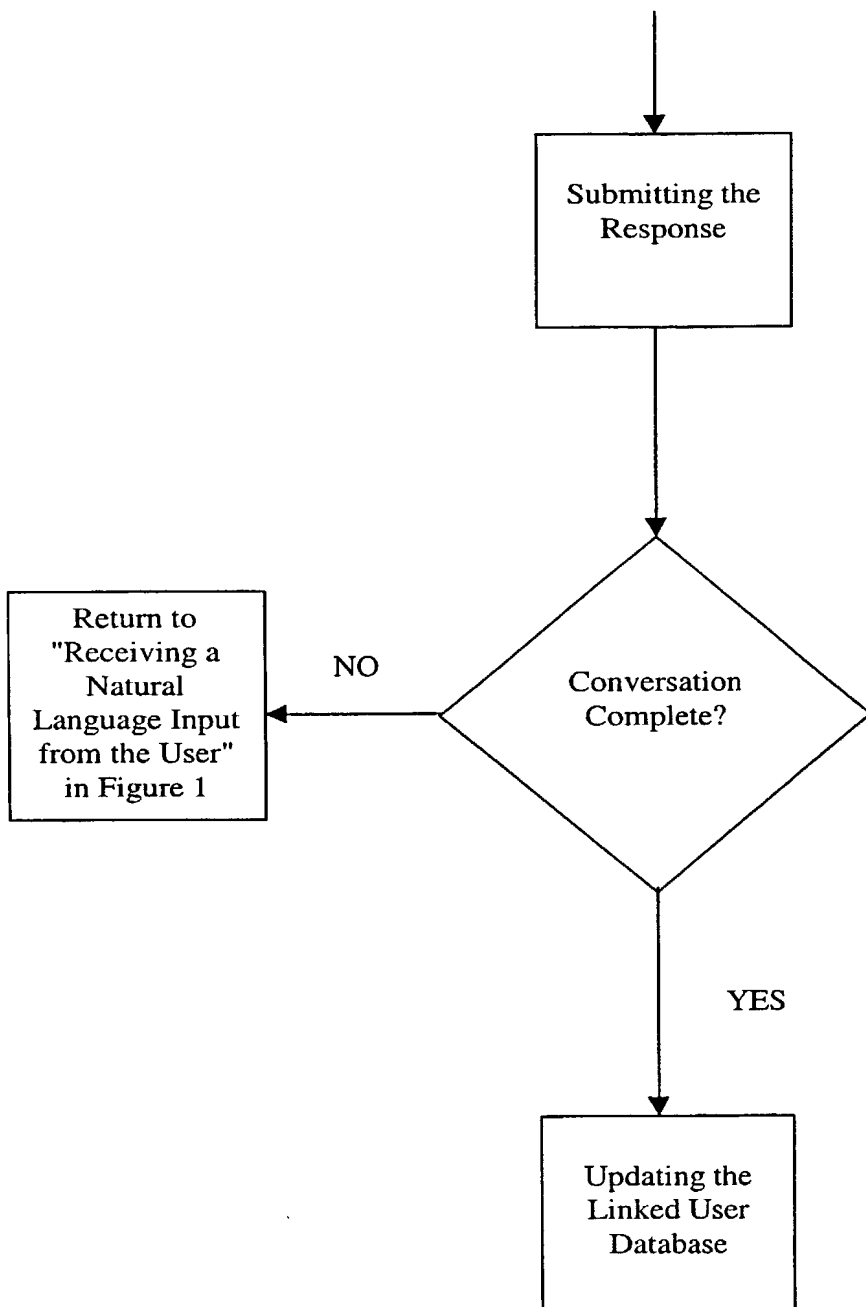 Submitting the
Response
Return to
"Receiving a
Natural
Language Input
from the User"
in Figure 1
NO
Conversation
Complete?
YES
Updating the
Linked User
Database